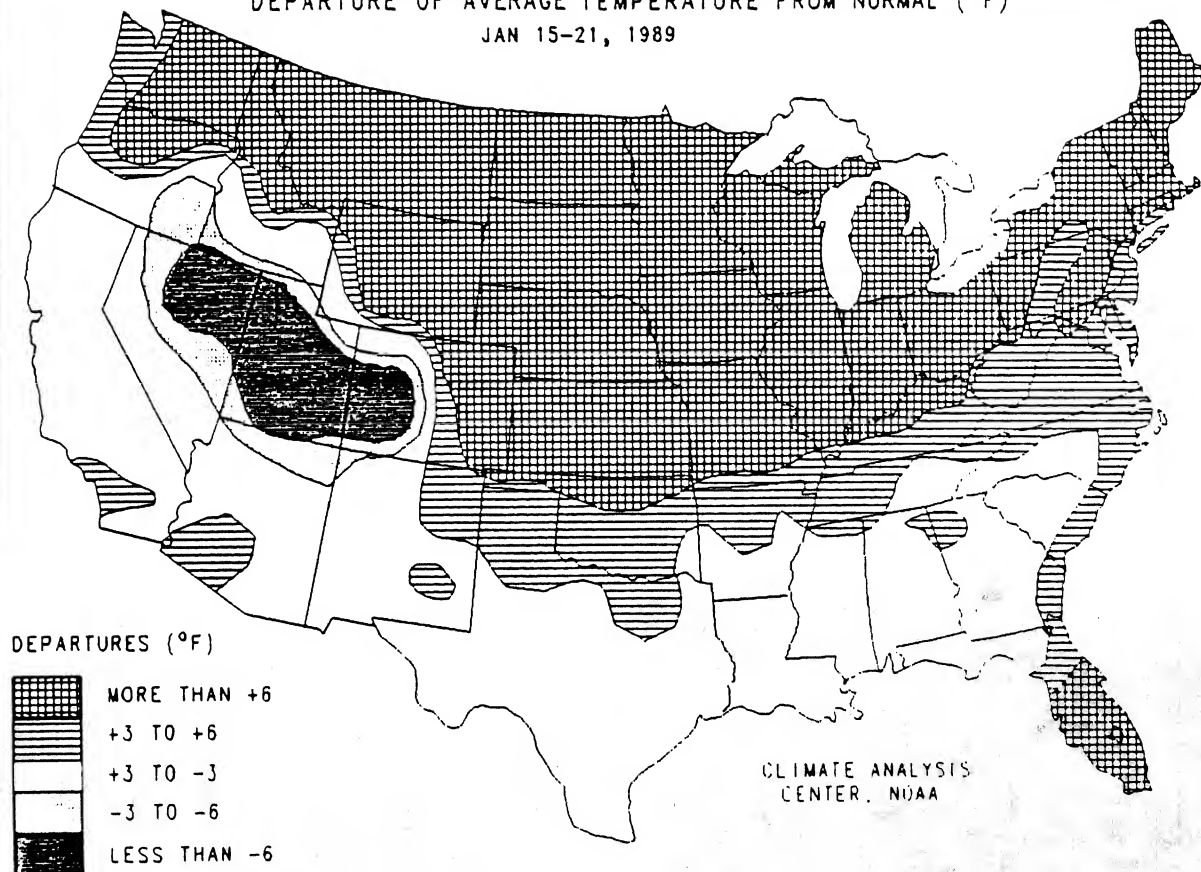 DEPARTURE OF AVERAGE TEMPERATURE FROM NORMAL (°F)
JAN 15-21, 1989
DEPARTURES (°F)
MORE THAN +6
+3 TO +6
+3 TO -3
-3 TO -6
LESS THAN -6
CLIMATE ANALYSIS
CENTER, NOAA